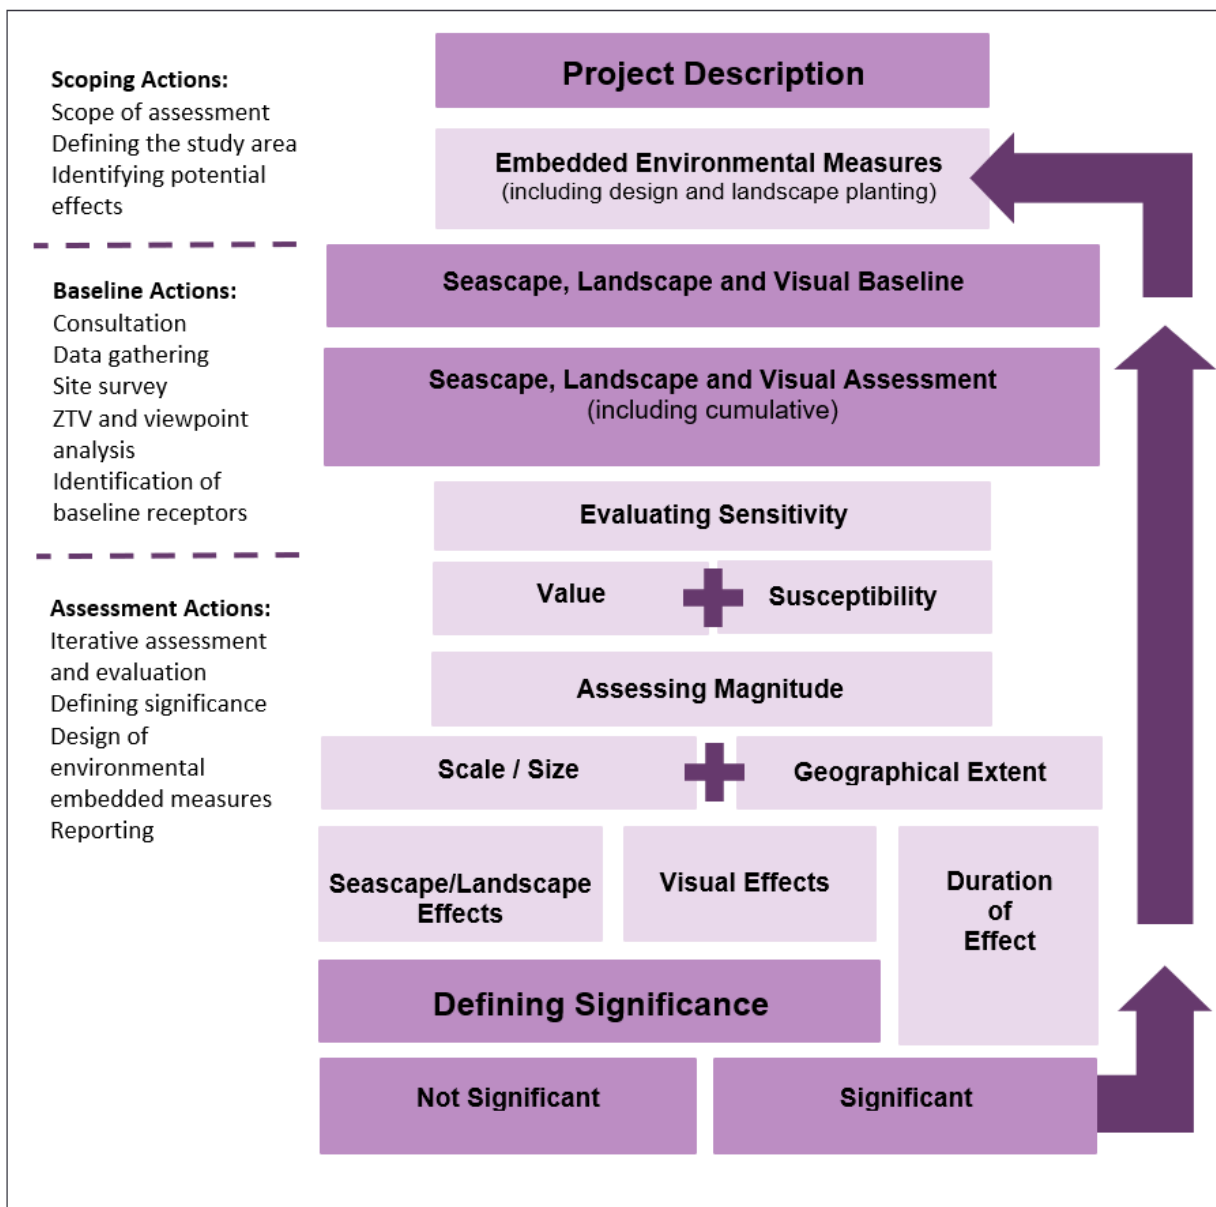 Scoping Actions:
Scope of assessment
Defining the study area
Identifying potential
effects
Baseline Actions:
Consultation
Data gathering
Site survey
ZTV and viewpoint
analysis
Identification of
baseline receptors
Assessment Actions:
Iterative assessment
and evaluation
Defining significance
Design of
environmental
embedded measures
Reporting
Project Description
Embedded Environmental Measures
(including design and landscape planting)
Seascape, Landscape and Visual Baseline
Seascape, Landscape and Visual Assessment
(including cumulative)
Evaluating Sensitivity
Value
Susceptibility
Assessing Magnitude
Scale / Size
Geographical Extent
Seascape/Landscape
Effects
Visual Effects
Duration
of
Effect
Defining Significance
Not Significant
Significant